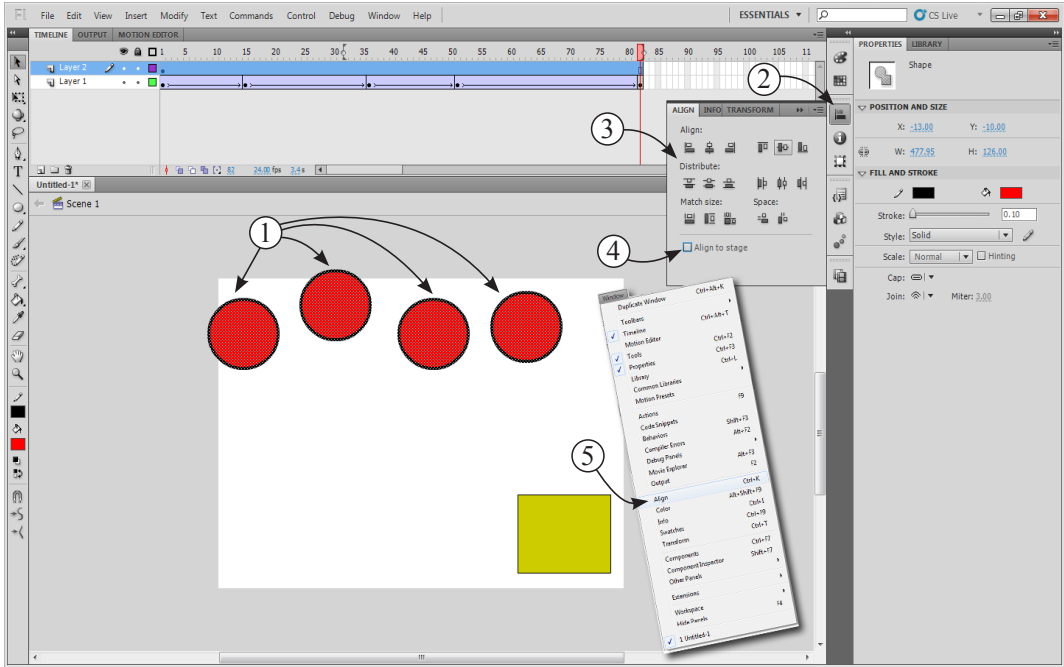 Fl File Edit View Insert Modify Text Commands Control Debug Window Help ESSENTIALS CS Live
TIMELINE OUTPUT MOTION EDITOR
1 5 10 15 20 25 30 35 40 45 50 55 60 65 70 75 80 85 90 95 100 105 11
Layer 2
Layer 1
82 24.00 fps 3.4 s
Untitled-1*
Scene 1
1
2
3
4
5
ALIGN INFO TRANSFORM
Align:
Distribute:
Match size: Space:
Align to stage
Window
Duplicate Window Ctrl+Alt+K
Toolbars
Timeline Ctrl+Alt+T
Motion Editor
Tools Ctrl+F2
Properties Ctrl+F3
Library Ctrl+L
Common Libraries
Motion Presets
Actions F9
Code Snippets
Behaviors Shift+F3
Compiler Errors Alt+F2
Debug Panels
Movie Explorer Alt+F3
Output F2
Align Ctrl+K
Color Alt+Shift+F9
Info Ctrl+I
Swatches Ctrl+F9
Transform Ctrl+T
Components Ctrl+F7
Component Inspector Shift+F7
Other Panels
Extensions
Workspace
Hide Panels F4
1 Untitled-1
PROPERTIES LIBRARY
Shape
POSITION AND SIZE
X: -13.00 Y: -10.00
W: 477.95 H: 126.00
FILL AND STROKE
Stroke: 0.10
Style: Solid
Scale: Normal Hinting
Cap:
Join: Miter: 3.00